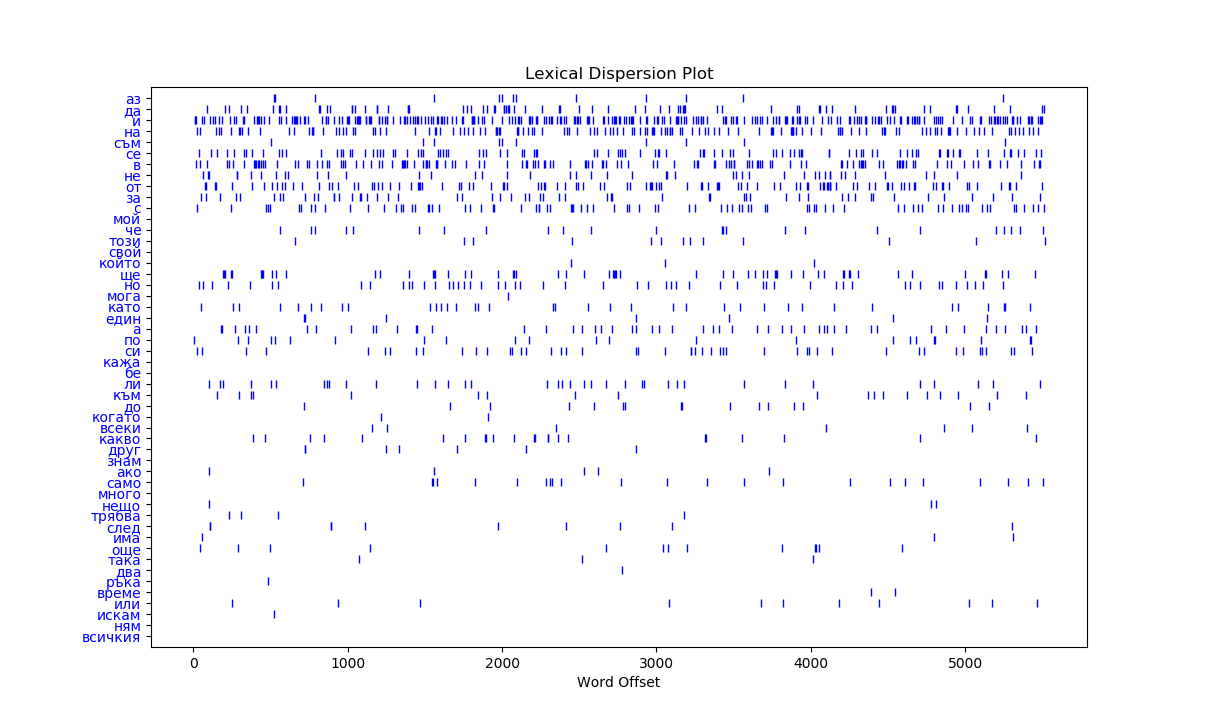 Lexical Dispersion Plot
аз
да
и
на
съм
се
в
не
от
за
с
мой
че
този
свой
който
ще
но
мога
като
един
а
по
си
кажа
бе
ли
към
до
когато
всеки
какво
друг
знам
ако
само
много
нещо
трябва
след
има
още
така
два
ръка
време
или
искам
ням
всичкия
0 1000 2000 3000 4000 5000
Word Offset